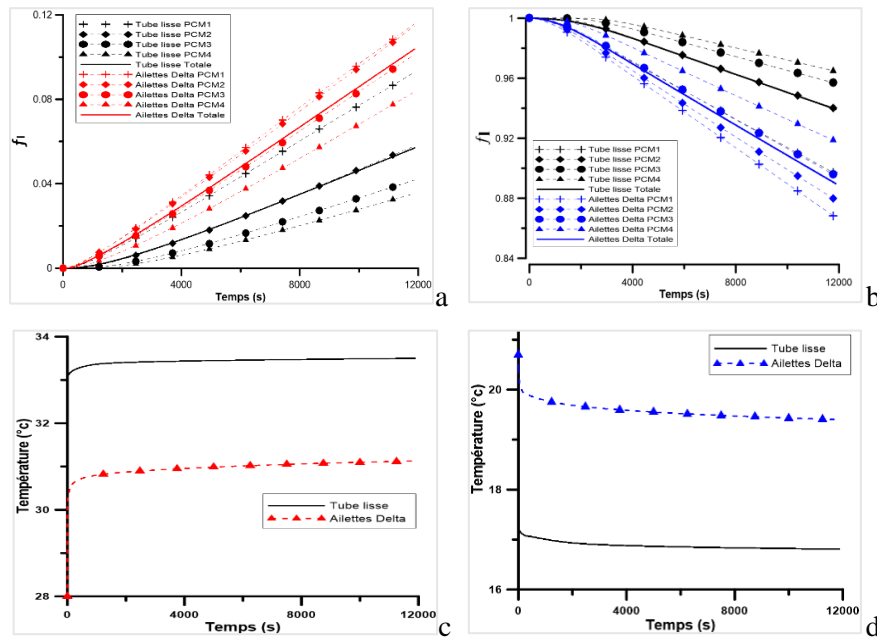 0.12
0.08
0.04
0
fl
Tube lisse PCM1
Tube lisse PCM2
Tube lisse PCM3
Tube lisse PCM4
Tube lisse Totale
Ailettes Delta PCM1
Ailettes Delta PCM2
Ailettes Delta PCM3
Ailettes Delta PCM4
Ailettes Delta Totale
0 4000 8000 12000
Temps (s)
a
1
0.96
0.92
0.88
0.84
fl
Tube lisse PCM1
Tube lisse PCM2
Tube lisse PCM3
Tube lisse PCM4
Tube lisse Totale
Ailettes Delta PCM1
Ailettes Delta PCM2
Ailettes Delta PCM3
Ailettes Delta PCM4
Ailettes Delta Totale
0 4000 8000 12000
Temps (s)
b
34
32
30
28
Température (°c)
Tube lisse
Ailettes Delta
0 4000 8000 12000
Temps (s)
c
20
18
16
Température (°c)
Tube lisse
Ailettes Delta
0 4000 8000 12000
Temps (s)
d